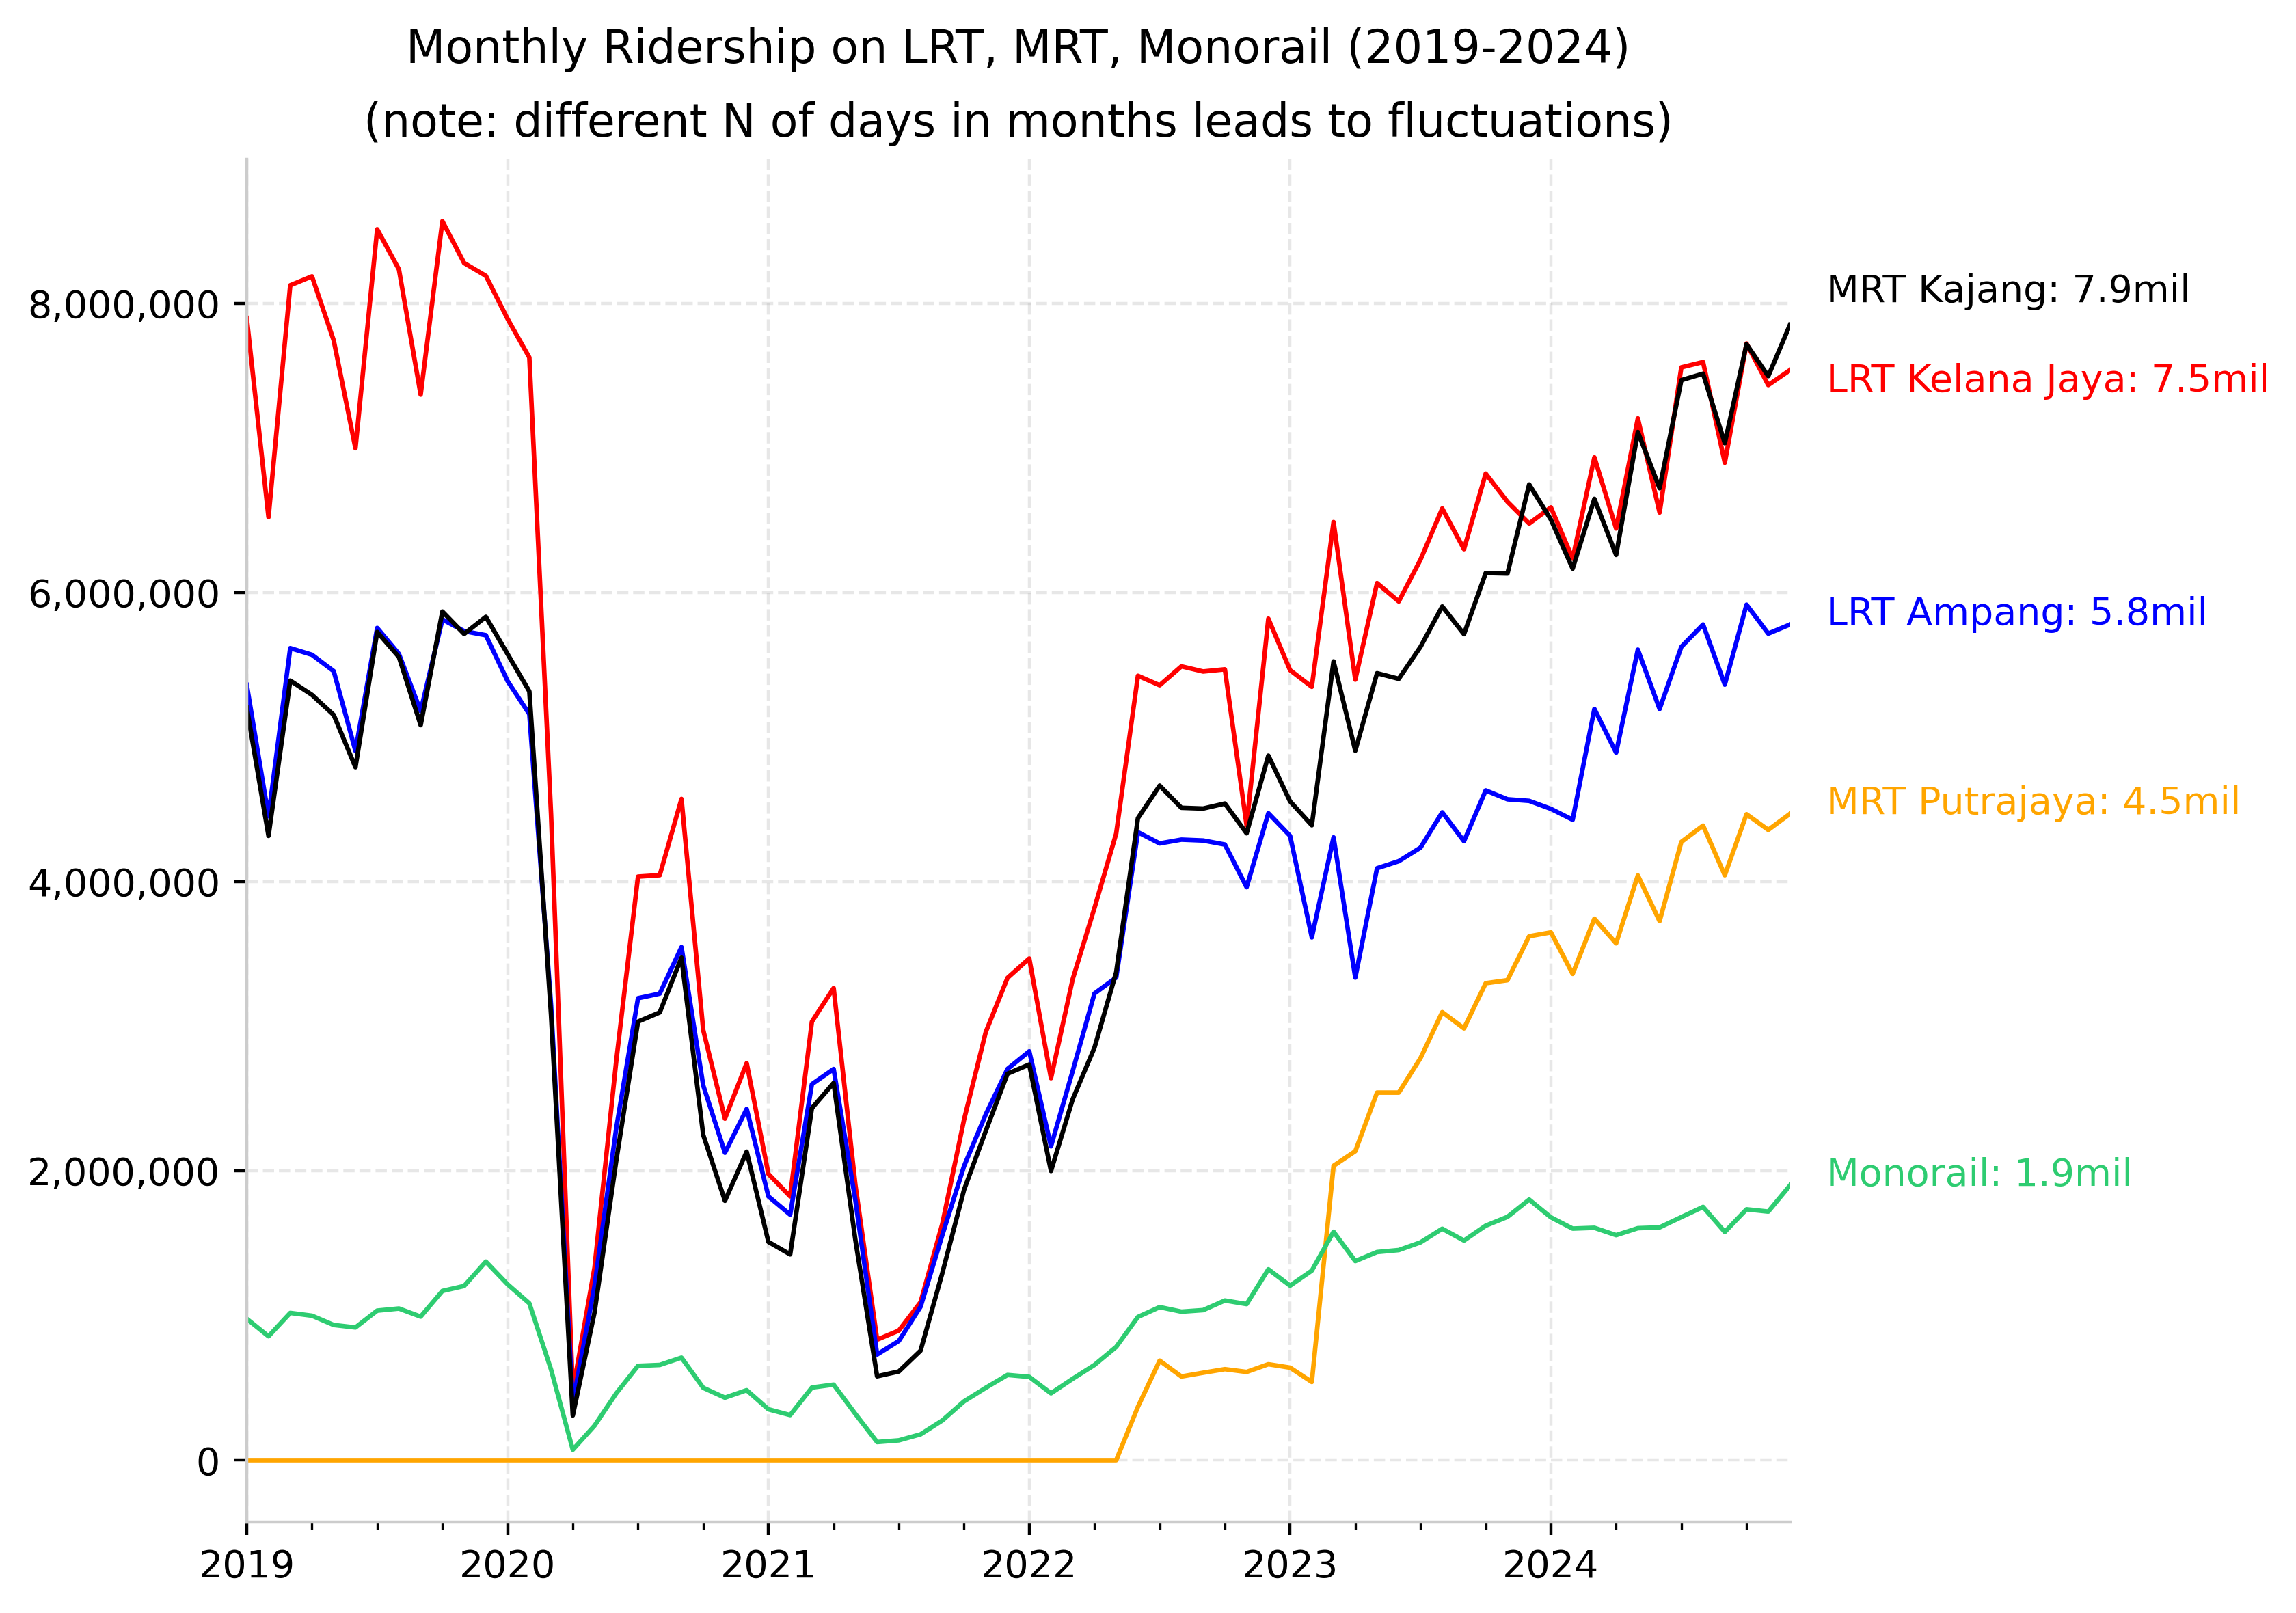 Monthly Ridership on LRT, MRT, Monorail (2019-2024)
(note: different N of days in months leads to fluctuations)
8,000,000
6,000,000
4,000,000
2,000,000
0
2019
2020
2021
2022
2023
2024
MRT Kajang: 7.9mil
LRT Kelana Jaya: 7.5mil
LRT Ampang: 5.8mil
MRT Putrajaya: 4.5mil
Monorail: 1.9mil